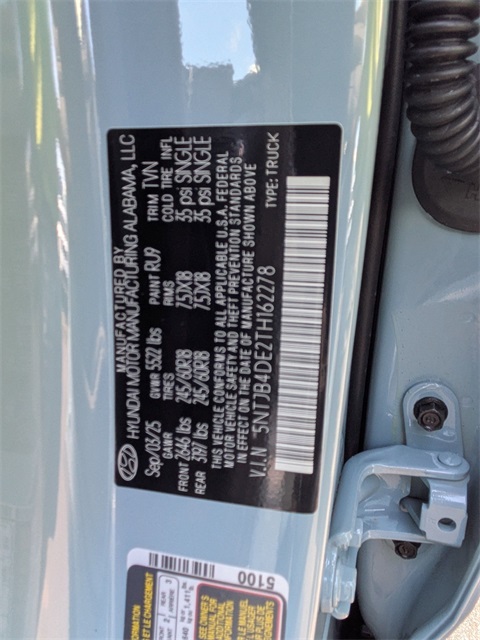 MANUFACTURED BY
HYUNDAI MOTOR MANUFACTURING ALABAMA, LLC
Sep/03/25 GVWR 5522 lbs PAINT RU9 TRIM TVN
GAWR TIRES RIMS COLD TIRE INFL
FRONT 2646 lbs 245/60R18 7.5JX18 35 psi SINGLE
REAR 3197 lbs 245/60R18 7.5JX18 35 psi SINGLE
THIS VEHICLE CONFORMS TO ALL APPLICABLE U.S.A. FEDERAL
MOTOR VEHICLE SAFETY AND THEFT PREVENTION STANDARDS
IN EFFECT ON THE DATE OF MANUFACTURE SHOWN ABOVE
V.I.N 5NTJB4DE2TH162278 TYPE: TRUCK
5100